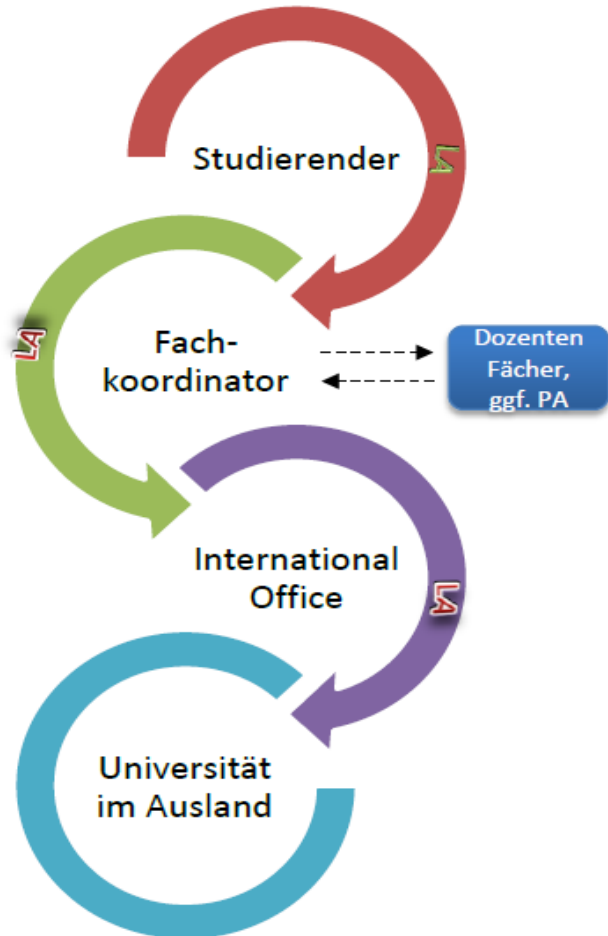 Studierender
LA
LA
Fach-
koordinator
Dozenten
Fächer,
ggf. PA
International
Office
LA
Universität
im Ausland